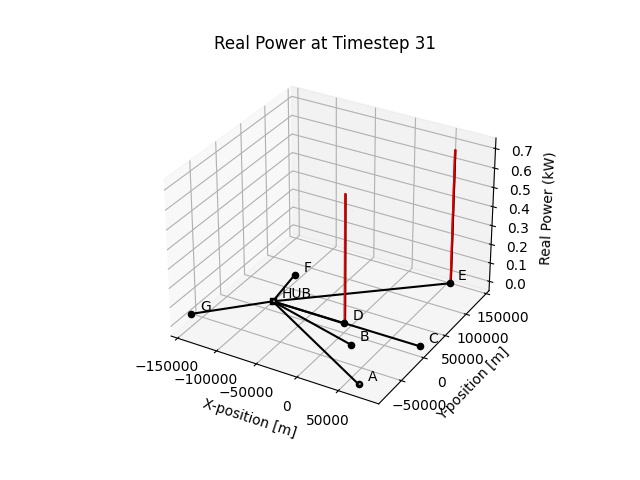 Real Power at Timestep 31
0.7
0.6
0.5
0.4
0.3
0.2
0.1
0.0
Real Power (kW)
F
E
HUB
G
D
B
C
A
150000
100000
50000
0
−50000
Y-position [m]
−150000
−100000
−50000
0
50000
X-position [m]